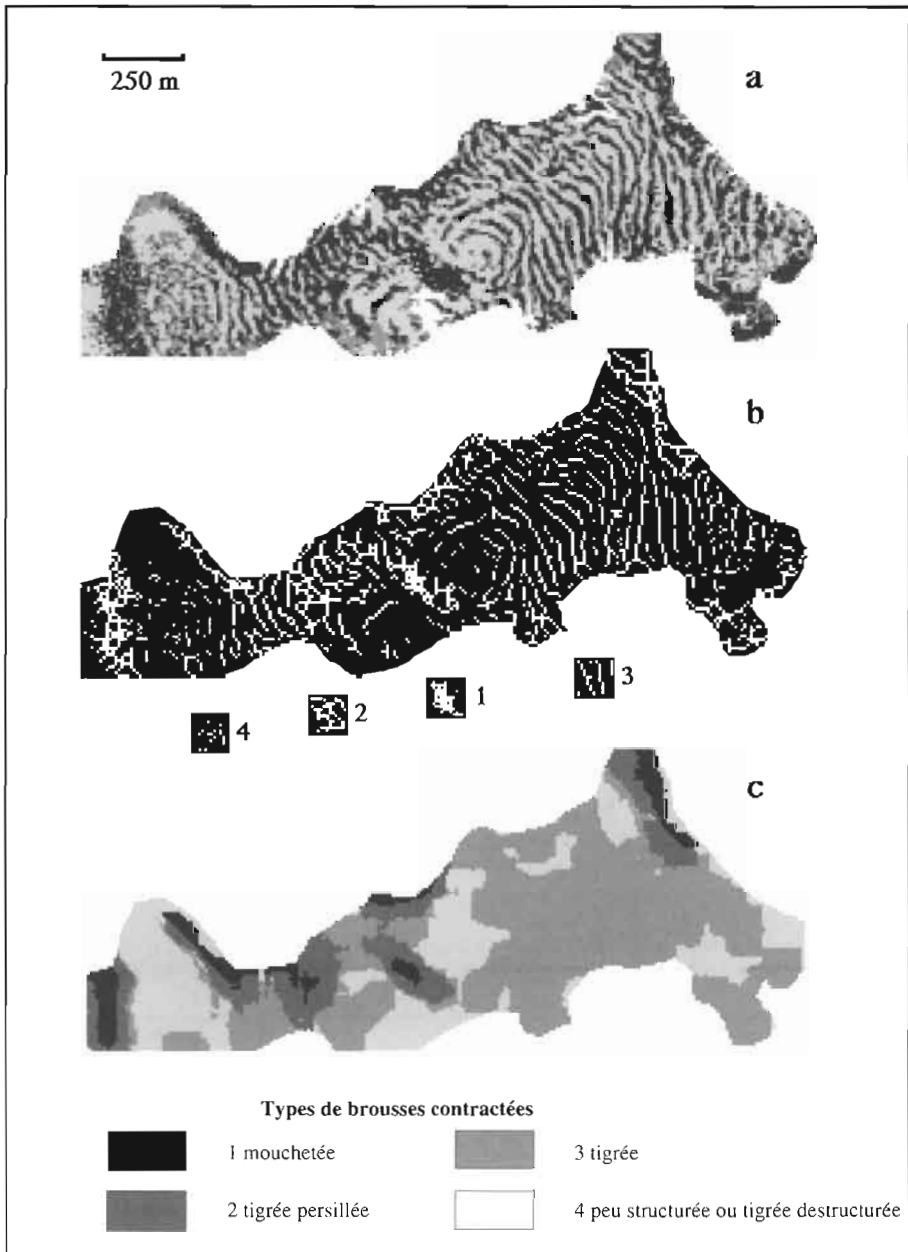 250 m
a
b
4
2
1
3
c
Types de brousses contractées
1 mouchetée
3 tigrée
2 tigrée persillée
4 peu structurée ou tigrée destructurée